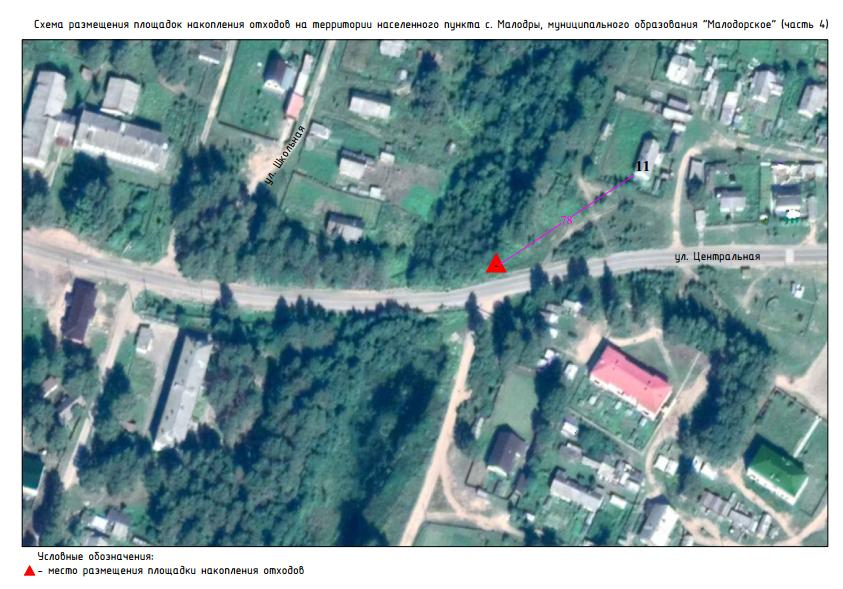 Схема размещения площадок накопления отходов на территории населенного пункта с. Малодры, муниципального образования "Малодорское" (часть 4)
ул. Школьная
11
78
ул. Центральная
Условные обозначения:
- место размещения площадки накопления отходов